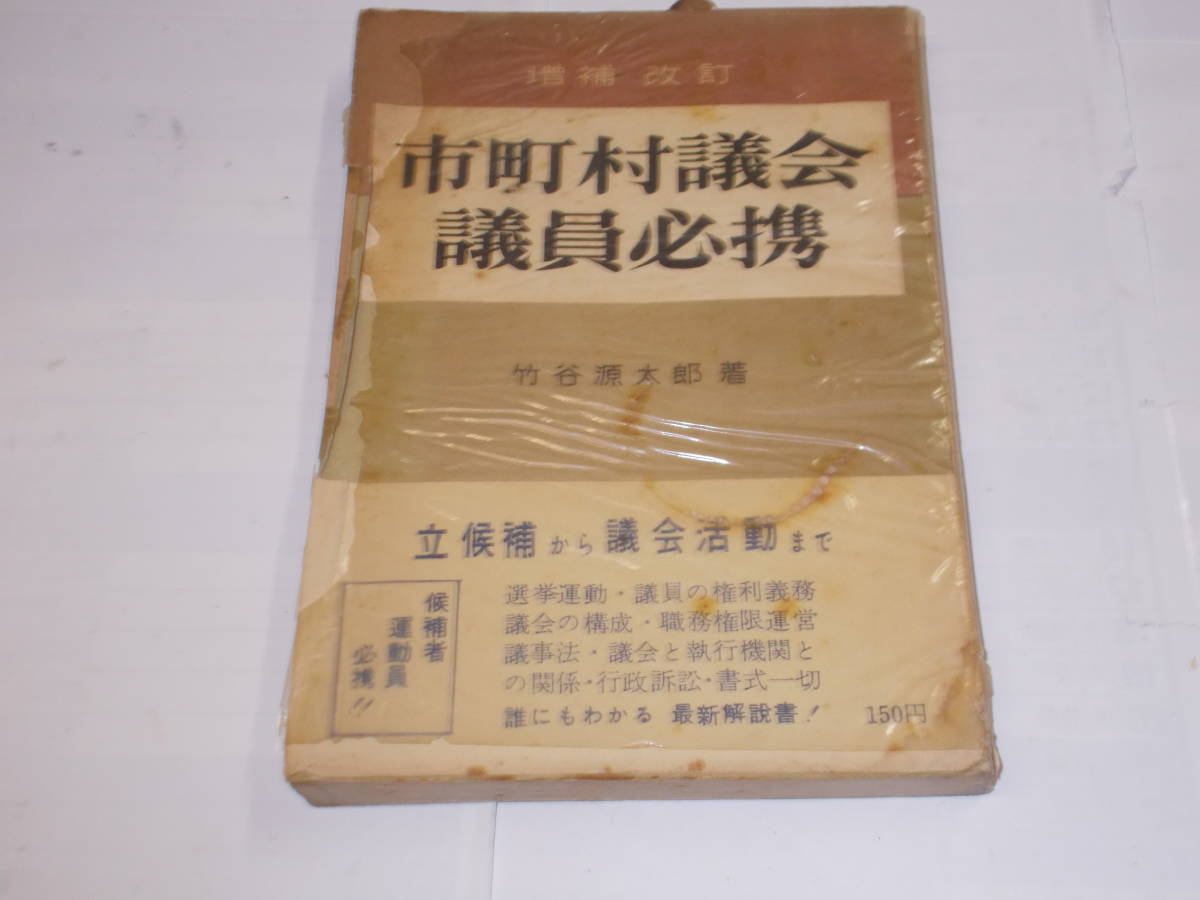 増補 改訂
市町村議会
議員必携
竹谷源太郎著
立候補から議会活動まで
候補者
運動員
必携!!
選挙運動・議員の権利義務
議会の構成・職務権限運営
議事法・議会と執行機関と
の関係・行政訴訟・書式一切
誰にもわかる 最新解説書!
150円